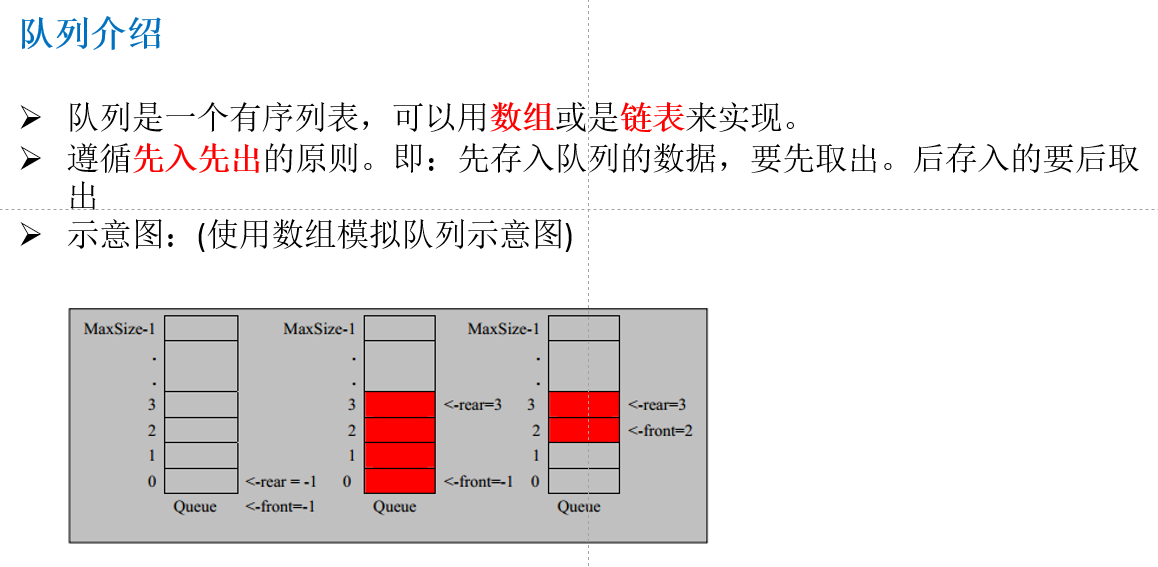 队列介绍
➢ 队列是一个有序列表，可以用数组或是链表来实现。
➢ 遵循先入先出的原则。即：先存入队列的数据，要先取出。后存入的要后取
出
➢ 示意图：(使用数组模拟队列示意图)
MaxSize-1 MaxSize-1 MaxSize-1
. . .
. . .
3 3 <-rear=3 3 <-rear=3
2 2 2 <-front=2
1 1 1
0 <-rear = -1 0 <-front=-1 0
Queue <-front=-1 Queue Queue